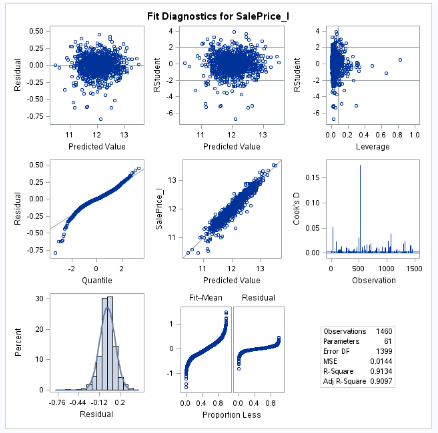 Fit Diagnostics for SalePrice_l
Residual
0.50
0.25
0.00
-0.25
-0.50
-0.75
11 12 13
Predicted Value
RStudent
4
2
0
-2
-4
-6
11 12 13
Predicted Value
RStudent
4
2
0
-2
-4
-6
0.0 0.2 0.4 0.6 0.8 1.0
Leverage
Residual
0.50
0.25
0.00
-0.25
-0.50
-0.75
-2 0 2
Quantile
SalePrice_l
13
12
11
11 12 13
Predicted Value
Cook's D
0.15
0.10
0.05
0.00
0 500 1000 1500
Observation
Percent
30
20
10
0
-0.76 -0.44 -0.12 0.2
Residual
Fit–Mean Residual
1
0
-1
0.0 0.4 0.8 0.0 0.4 0.8
Proportion Less
Observations 1460
Parameters 61
Error DF 1399
MSE 0.0144
R-Square 0.9134
Adj R-Square 0.9097